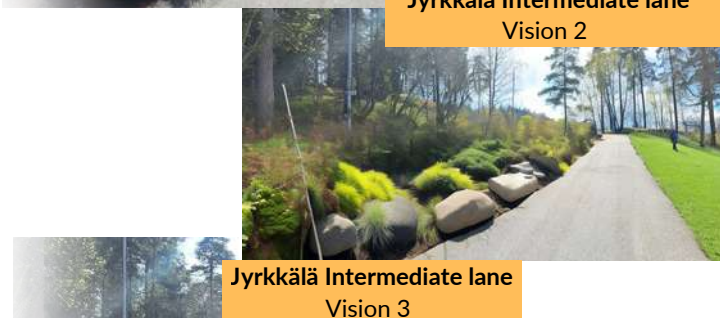 Jyrkkälä Intermediate lane
Vision 2
Jyrkkälä Intermediate lane
Vision 3